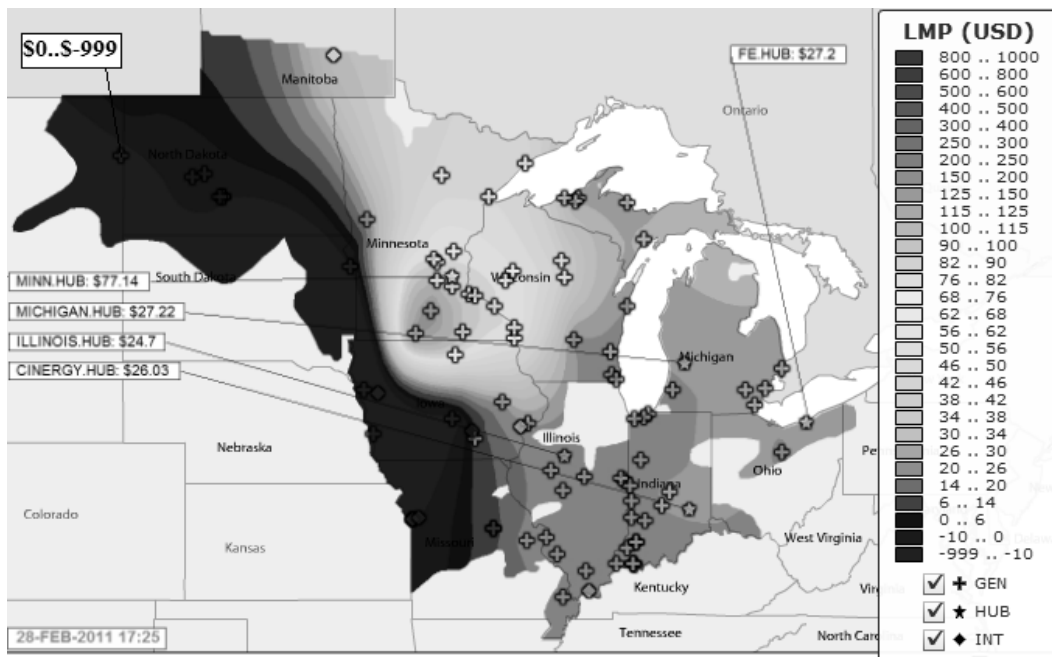 $0..$-999
FE.HUB: $27.2
Manitoba
Ontario
North Dakota
Minnesota
South Dakota
Wisconsin
MINN.HUB: $77.14
MICHIGAN.HUB: $27.22
ILLINOIS.HUB: $24.7
CINERGY.HUB: $26.03
Michigan
Iowa
Nebraska
Illinois
Indiana
Ohio
Colorado
Kansas
Missouri
West Virginia
Kentucky
Tennessee
North Carolina
28-FEB-2011 17:25
LMP (USD)
800 .. 1000
600 .. 800
500 .. 600
400 .. 500
300 .. 400
250 .. 300
200 .. 250
150 .. 200
125 .. 150
115 .. 125
100 .. 115
90 .. 100
82 .. 90
76 .. 82
68 .. 76
62 .. 68
56 .. 62
50 .. 56
46 .. 50
42 .. 46
38 .. 42
34 .. 38
30 .. 34
26 .. 30
20 .. 26
14 .. 20
6 .. 14
0 .. 6
-10 .. 0
-999 .. -10
GEN
HUB
INT